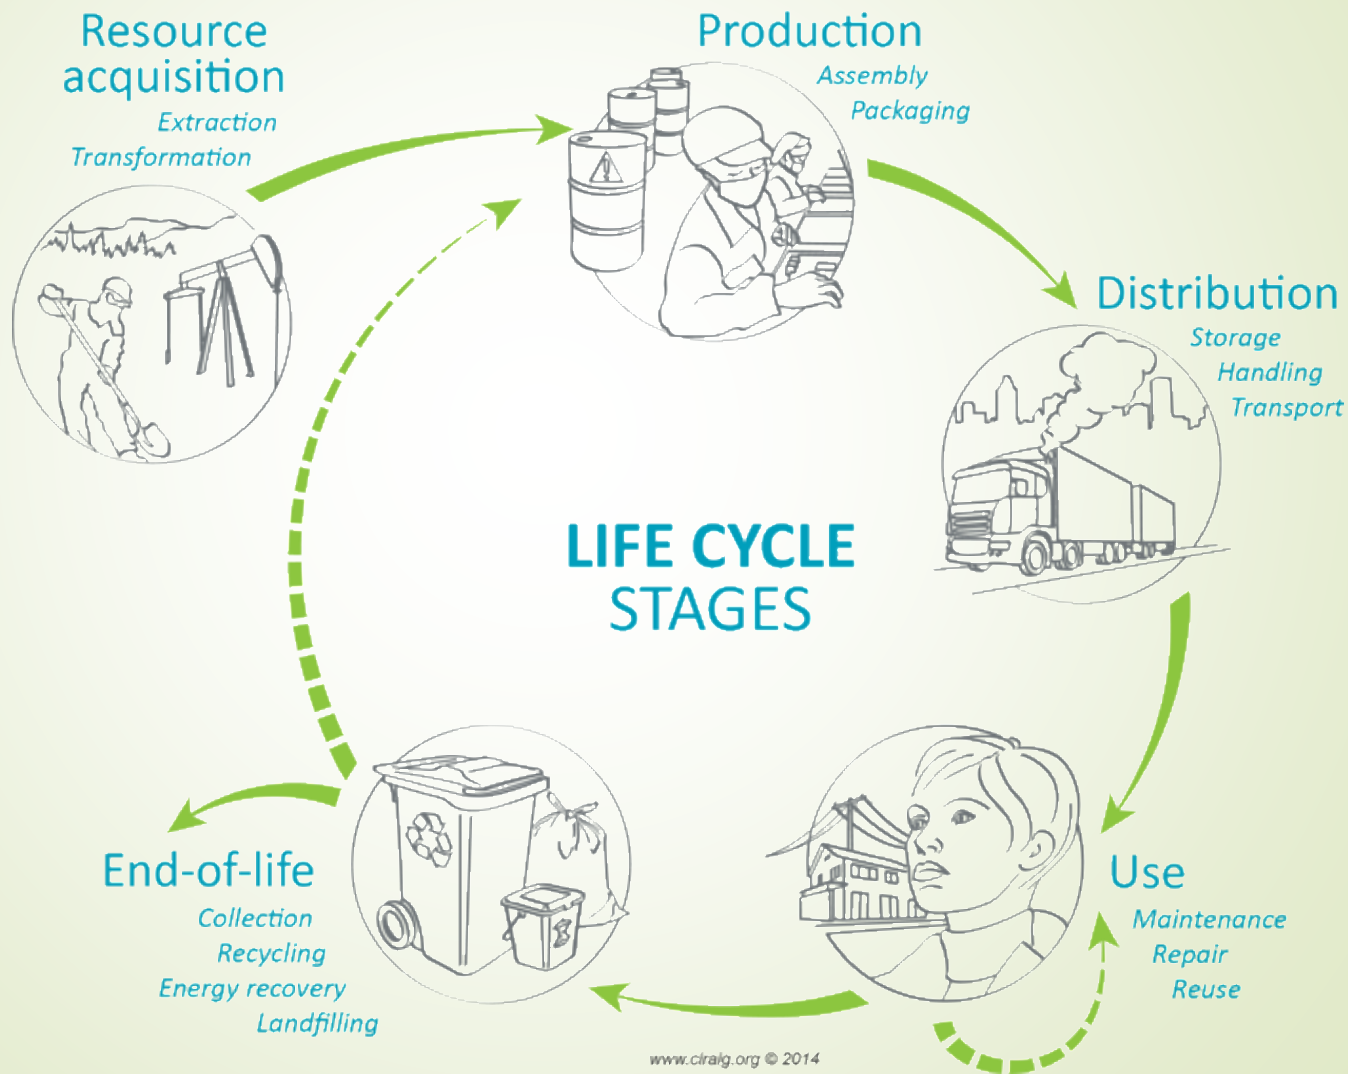 Resource
acquisition
Extraction
Transformation
Production
Assembly
Packaging
Distribution
Storage
Handling
Transport
LIFE CYCLE
STAGES
Use
Maintenance
Repair
Reuse
End-of-life
Collection
Recycling
Energy recovery
Landfilling
www.ciraig.org © 2014